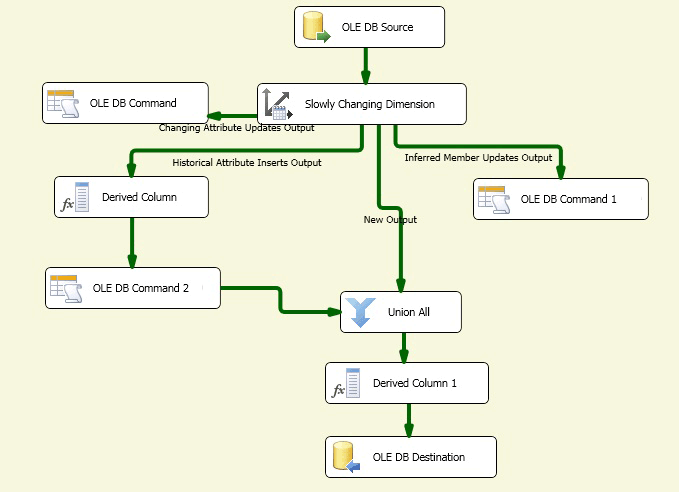 OLE DB Source
OLE DB Command
Slowly Changing Dimension
Changing Attribute Updates Output
Historical Attribute Inserts Output
Inferred Member Updates Output
Derived Column
OLE DB Command 1
New Output
OLE DB Command 2
Union All
Derived Column 1
OLE DB Destination